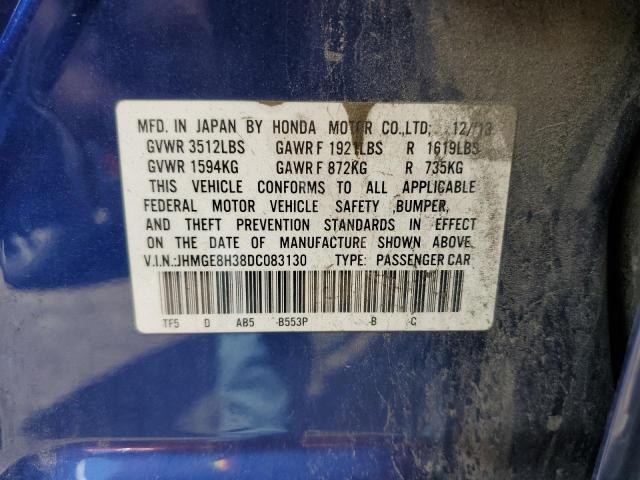 MFD. IN JAPAN BY HONDA MOTOR CO.,LTD; 12/13
GVWR 3512LBS GAWR F 1921LBS R 1619LBS
GVWR 1594KG GAWR F 872KG R 735KG
THIS VEHICLE CONFORMS TO ALL APPLICABLE
FEDERAL MOTOR VEHICLE SAFETY ,BUMPER,
AND THEFT PREVENTION STANDARDS IN EFFECT
ON THE DATE OF MANUFACTURE SHOWN ABOVE.
V.I.N.:JHMGE8H38DC083130 TYPE: PASSENGER CAR
TF5 D AB5 -B553P -B -C